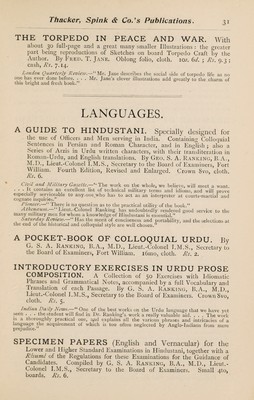 Thacker, Spink & Co.'s Publications. 31
THE TORPEDO IN PEACE AND WAR. With
about 30 full-page and a great many smaller Illustrations: the greater
part being reproductions of Sketches on board Torpedo Craft by the
Author. By FRED. T. JANE. Oblong folio, cloth. 10s. 6d.; Rs. 9.3;
cash, Rs. 7.14.
London Quarterly Review.—"Mr. Jane describes the social side of torpedo life as no
one has ever done before. . . . Mr. Jane's clever illustrations add greatly to the charm of
this bright and fresh book."
LANGUAGES.
A GUIDE TO HINDUSTANI. Specially designed for
the use of Officers and Men serving in India. Containing Colloquial
Sentences in Persian and Roman Character, and in English; also a
Series of Arzis in Urdu written characters, with their transliteration in
Roman-Urdu, and English translations. By GEO. S. A. RANKING, B.A.,
M.D., Lieut.-Colonel I.M.S., Secretary to the Board of Examiners, Fort
William. Fourth Edition, Revised and Enlarged. Crown 8vo, cloth.
Rs. 6.
Civil and Military Gazette.—"The work on the whole, we believe, will meet a want.
. . . It contains an excellent list of technical military terms and idioms, and will prove
especially serviceable to any one who has to act as an interpreter at courts-martial and
cognate inquiries."
Pioneer.—"There is no question as to the practical utility of the book."
Athenæum.—"Lieut.-Colonel Ranking has undoubtedly rendered good service to the
many military men for whom a knowledge of Hindustani is essential."
Saturday Review.—"Has the merit of conciseness and portability, and the selections at
the end of the historical and colloquial style are well chosen."
A POCKET-BOOK OF COLLOQUIAL URDU. By
G. S. A. RANKING, B.A., M.D., Lieut.-Colonel I.M.S., Secretary to
the Board of Examiners, Fort William. 16mo, cloth. Rs. 2.
INTRODUCTORY EXERCISES IN URDU PROSE
COMPOSITION. A Collection of 50 Exercises with Idiomatic
Phrases and Grammatical Notes, accompanied by a full Vocabulary and
Translation of each Passage. By G. S. A. RANKING, B.A., M.D.,
Lieut.-Colonel I.M.S., Secretary to the Board of Examiners. Crown 8vo,
cloth. Rs. 5.
Indian Daily News.—"One of the best works on the Urdu language that we have yet
seen . . . the student will find in Dr. Ranking's work a really valuable aid. . . . The work
is a thoroughly practical one, and explains all the various phrases and intricacies of a
language the acquirement of which is too often neglected by Anglo-Indians from mere
prejudice."
SPECIMEN PAPERS (English and Vernacular) for the
Lower and Higher Standard Examinations in Hindustani, together with a
Résumé of the Regulations for these Examinations for the Guidance of
Candidates. Compiled by G. S. A. RANKING, B.A., M.D., Lieut.-
Colonel I.M.S., Secretary to the Board of Examiners. Small 4to,
boards. Rs. 6.